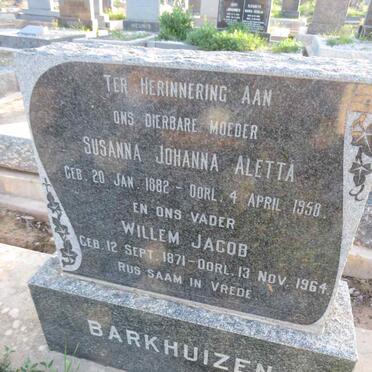 TER HERINNERING AAN
ONS DIERBARE MOEDER
SUSANNA JOHANNA ALETTA
GEB. 20 JAN. 1882 - OORL. 4 APRIL 1958.
EN ONS VADER
WILLEM JACOB
GEB. 12 SEPT. 1871 - OORL. 13 NOV. 1964.
RUS SAAM IN VREDE
BARKHUIZEN